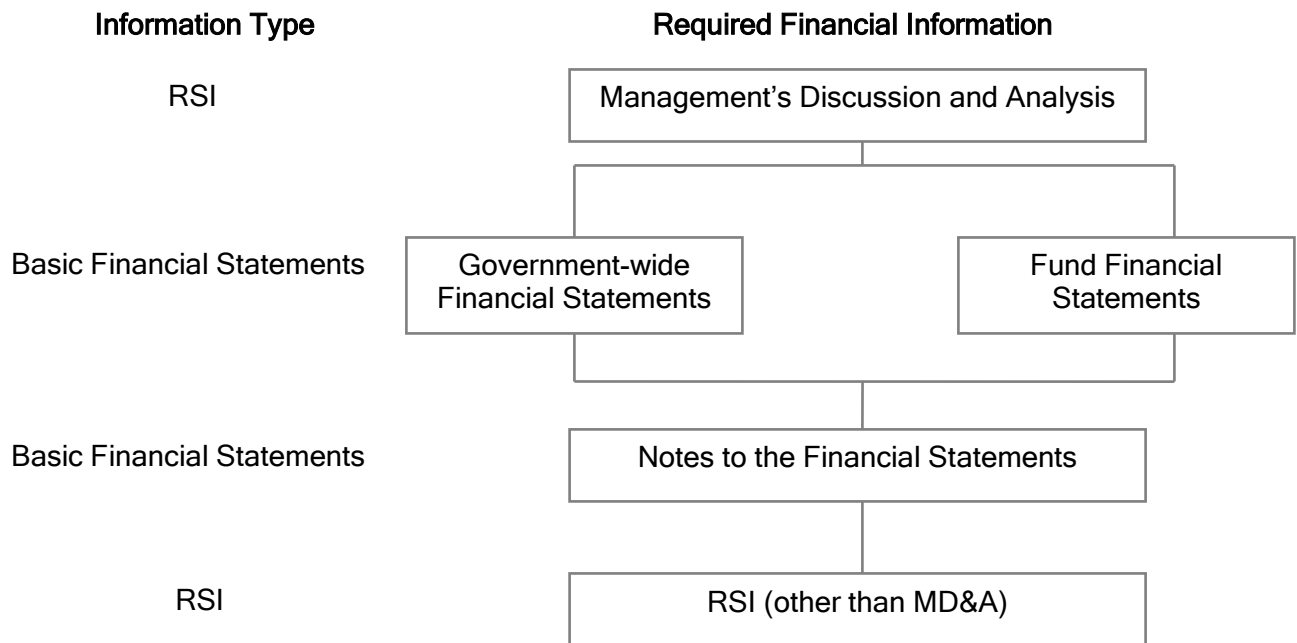 Information Type
Required Financial Information
RSI
Management’s Discussion and Analysis
Basic Financial Statements
Government-wide
Financial Statements
Fund Financial
Statements
Basic Financial Statements
Notes to the Financial Statements
RSI
RSI (other than MD&A)